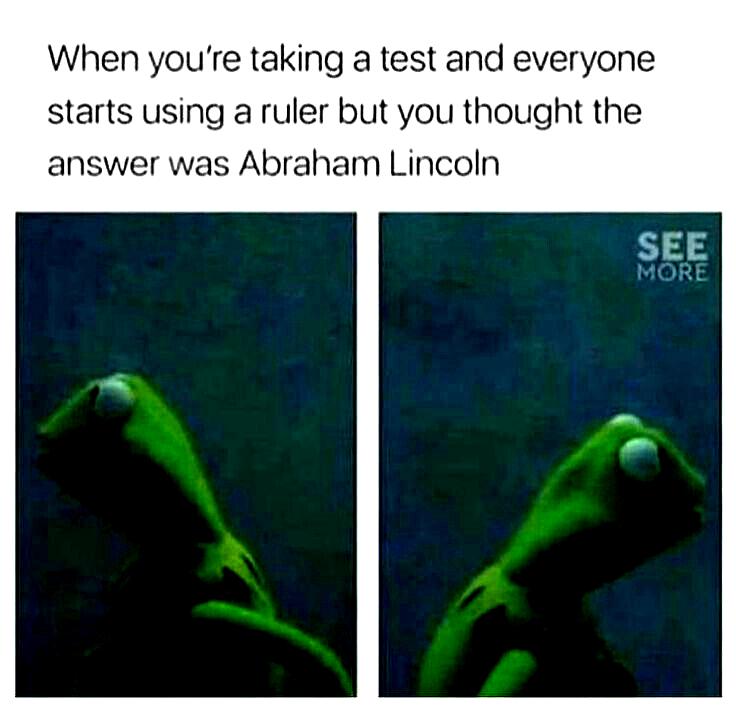 When you're taking a test and everyone
starts using a ruler but you thought the
answer was Abraham Lincoln
SEE
MORE